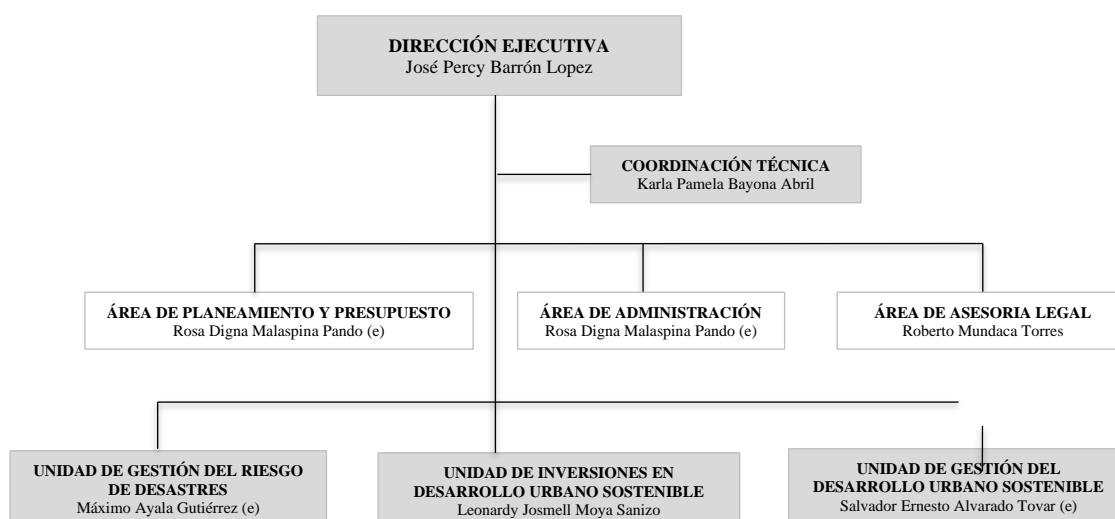 DIRECCIÓN EJECUTIVA
José Percy Barrón Lopez
COORDINACIÓN TÉCNICA
Karla Pamela Bayona Abril
ÁREA DE PLANEAMIENTO Y PRESUPUESTO
Rosa Digna Malaspina Pando (e)
ÁREA DE ADMINISTRACIÓN
Rosa Digna Malaspina Pando (e)
ÁREA DE ASESORIA LEGAL
Roberto Mundaca Torres
UNIDAD DE GESTIÓN DEL RIESGO
DE DESASTRES
Máximo Ayala Gutiérrez (e)
UNIDAD DE INVERSIONES EN
DESARROLLO URBANO SOSTENIBLE
Leonardy Josmell Moya Sanizo
UNIDAD DE GESTIÓN DEL
DESARROLLO URBANO SOSTENIBLE
Salvador Ernesto Alvarado Tovar (e)